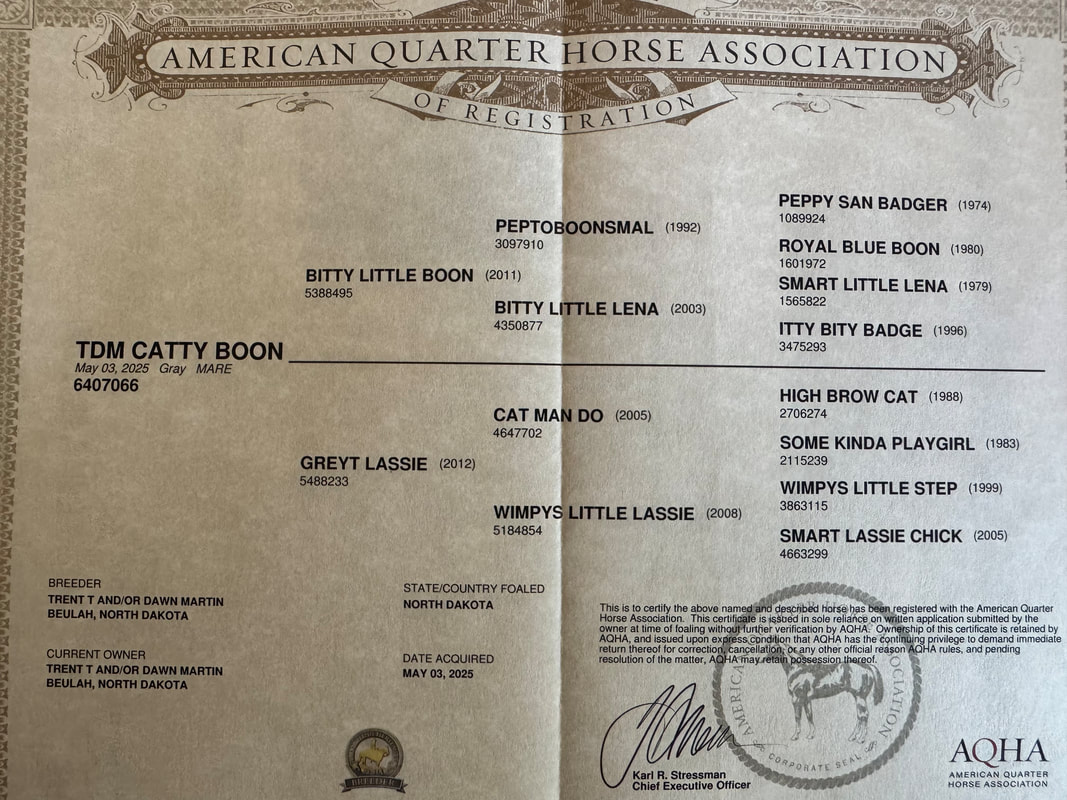 AMERICAN QUARTER HORSE ASSOCIATION
OF REGISTRATION
PEPPY SAN BADGER (1974)
1089924
PEPTOBOONSMAL (1992)
3097910
ROYAL BLUE BOON (1980)
1601972
BITTY LITTLE BOON (2011)
5388495
SMART LITTLE LENA (1979)
1565822
BITTY LITTLE LENA (2003)
4350877
ITTY BITY BADGE (1996)
3475293
TDM CATTY BOON
May 03, 2025 Gray MARE
6407066
HIGH BROW CAT (1988)
2706274
CAT MAN DO (2005)
4647702
SOME KINDA PLAYGIRL (1983)
2115239
GREYT LASSIE (2012)
5488233
WIMPYS LITTLE STEP (1999)
3863115
WIMPYS LITTLE LASSIE (2008)
5184854
SMART LASSIE CHICK (2005)
4663299
BREEDER
TRENT T AND/OR DAWN MARTIN
BEULAH, NORTH DAKOTA
STATE/COUNTRY FOALED
NORTH DAKOTA
CURRENT OWNER
TRENT T AND/OR DAWN MARTIN
BEULAH, NORTH DAKOTA
DATE ACQUIRED
MAY 03, 2025
This is to certify the above named and described horse has been registered with the American Quarter
Horse Association. This certificate is issued in sole reliance on written application submitted by the
owner at time of foaling without further verification by AQHA. Ownership of this certificate is retained by
AQHA, and issued upon express condition that AQHA has the continuing privilege to demand immediate
return thereof for correction, cancellation, or any other official reason AQHA rules, and pending
resolution of the matter, AQHA may retain possession thereof.
Karl R. Stressman
Chief Executive Officer
CORPORATE SEAL
BREEDER
AQHA
AMERICAN QUARTER
HORSE ASSOCIATION